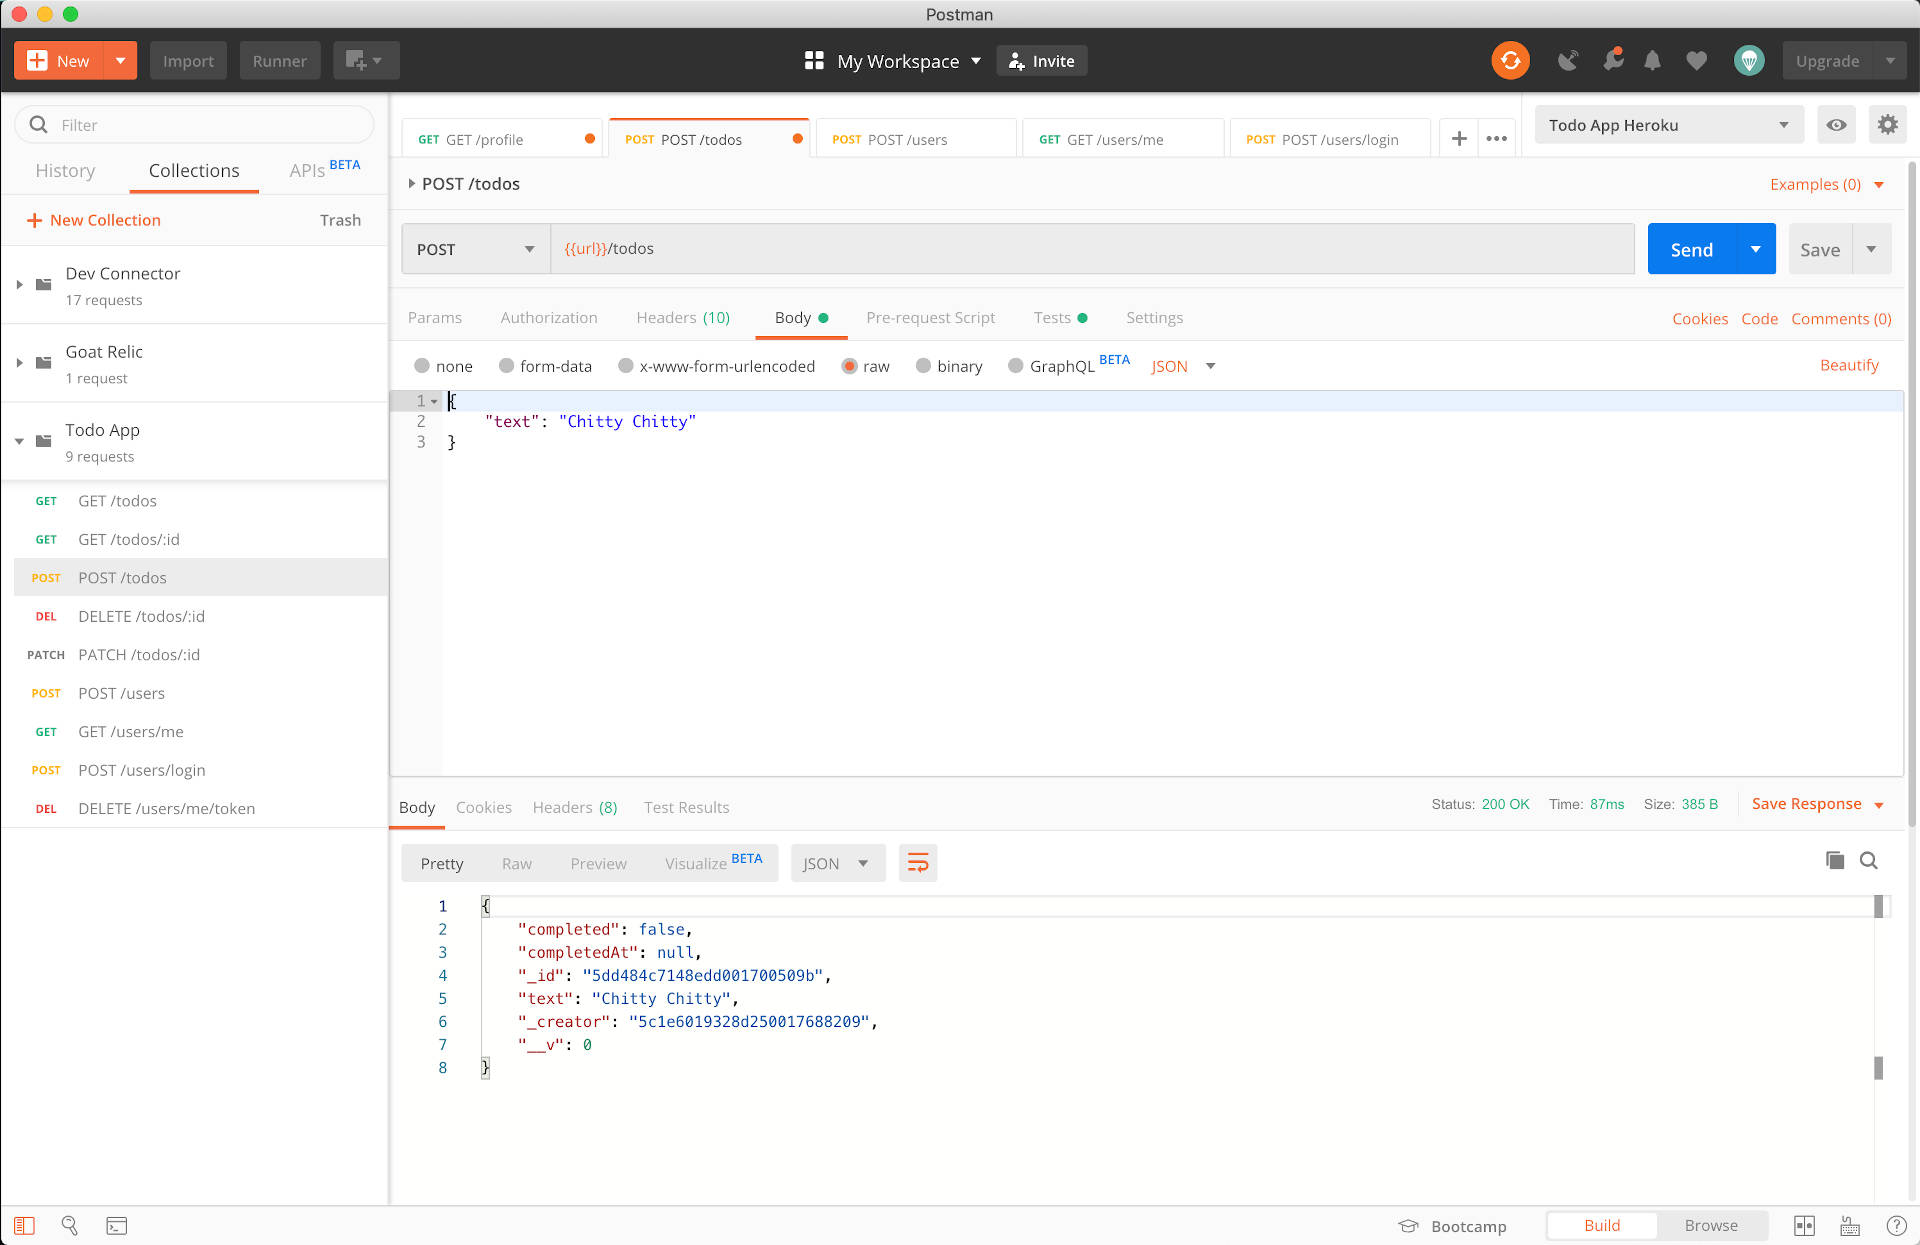 Postman
New Import Runner My Workspace Invite Upgrade
Filter
History Collections APIs BETA
New Collection Trash
Dev Connector
17 requests
Goat Relic
1 request
Todo App
9 requests
GET GET /todos
GET GET /todos/:id
POST POST /todos
DEL DELETE /todos/:id
PATCH PATCH /todos/:id
POST POST /users
GET GET /users/me
POST POST /users/login
DEL DELETE /users/me/token
GET GET /profile POST POST /todos POST POST /users GET GET /users/me POST POST /users/login Todo App Heroku
POST /todos Examples (0)
POST {{url}}/todos Send Save
Params Authorization Headers (10) Body Pre-request Script Tests Settings Cookies Code Comments (0)
none form-data x-www-form-urlencoded raw binary GraphQL BETA JSON Beautify
1 {
2 "text": "Chitty Chitty"
3 }
Body Cookies Headers (8) Test Results Status: 200 OK Time: 87ms Size: 385 B Save Response
Pretty Raw Preview Visualize BETA JSON
1 {
2 "completed": false,
3 "completedAt": null,
4 "_id": "5dd484c7148edd001700509b",
5 "text": "Chitty Chitty",
6 "_creator": "5c1e6019328d250017688209",
7 "__v": 0
8 }
Bootcamp Build Browse